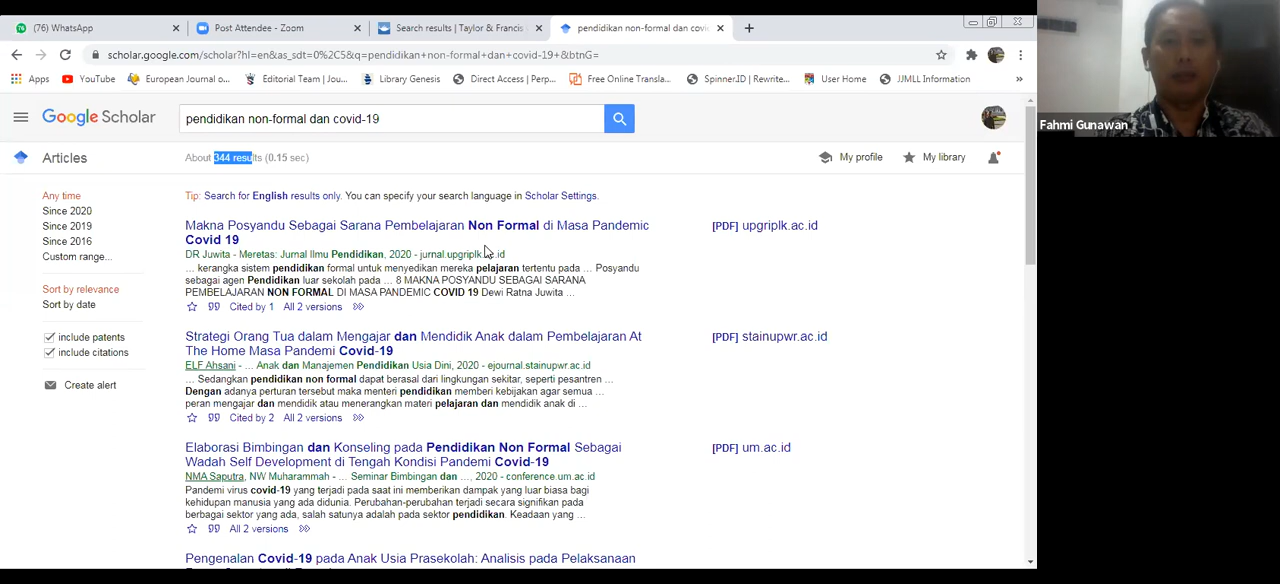 (76) WhatsApp
Post Attendee - Zoom
Search results | Taylor & Francis
pendidikan non-formal dan covi
scholar.google.com/scholar?hl=en&as_sdt=0%2C5&q=pendidikan+non-formal+dan+covid-19+&btnG=
Apps
YouTube
European Journal o...
Editorial Team | Jou...
Library Genesis
Direct Access | Perp...
Free Online Transla...
Spinner.ID | Rewrite...
User Home
JJMLL Information
»
Fahmi Gunawan
Google Scholar
pendidikan non-formal dan covid-19
Articles
About 344 results (0.15 sec)
My profile
My library
Any time
Since 2020
Since 2019
Since 2016
Custom range...
Sort by relevance
Sort by date
include patents
include citations
Create alert
Tip: Search for English results only. You can specify your search language in Scholar Settings.
Makna Posyandu Sebagai Sarana Pembelajaran Non Formal di Masa Pandemic
Covid 19
[PDF] upgriplk.ac.id
DR Juwita - Meretas: Jurnal Ilmu Pendidikan, 2020 - jurnal.upgriplk.ac.id
... kerangka sistem pendidikan formal untuk menyedikan mereka pelajaran tertentu pada ... Posyandu
sebagai agen Pendidikan luar sekolah pada ... 8 MAKNA POSYANDU SEBAGAI SARANA
PEMBELAJARAN NON FORMAL DI MASA PANDEMIC COVID 19 Dewi Ratna Juwita ...
Cited by 1 All 2 versions
Strategi Orang Tua dalam Mengajar dan Mendidik Anak dalam Pembelajaran At
The Home Masa Pandemi Covid-19
[PDF] stainupwr.ac.id
ELF Ahsani - ... Anak dan Manajemen Pendidikan Usia Dini, 2020 - ejournal.stainupwr.ac.id
... Sedangkan pendidikan non formal dapat berasal dari lingkungan sekitar, seperti pesantren ...
Dengan adanya perturan tersebut maka menteri pendidikan memberi kebijakan agar semua ...
peran mengajar dan mendidik atau menerangkan materi pelajaran dan mendidik anak di ...
Cited by 2 All 2 versions
Elaborasi Bimbingan dan Konseling pada Pendidikan Non Formal Sebagai
Wadah Self Development di Tengah Kondisi Pandemi Covid-19
[PDF] um.ac.id
NMA Saputra, NW Muharammah - ... Seminar Bimbingan dan ..., 2020 - conference.um.ac.id
Pandemi virus covid-19 yang terjadi pada saat ini memberikan dampak yang luar biasa bagi
kehidupan manusia yang ada didunia. Perubahan-perubahan terjadi secara signifikan pada
berbagai sektor yang ada, salah satunya adalah pada sektor pendidikan. Keadaan yang ...
All 2 versions
Pengenalan Covid-19 pada Anak Usia Prasekolah: Analisis pada Pelaksanaan